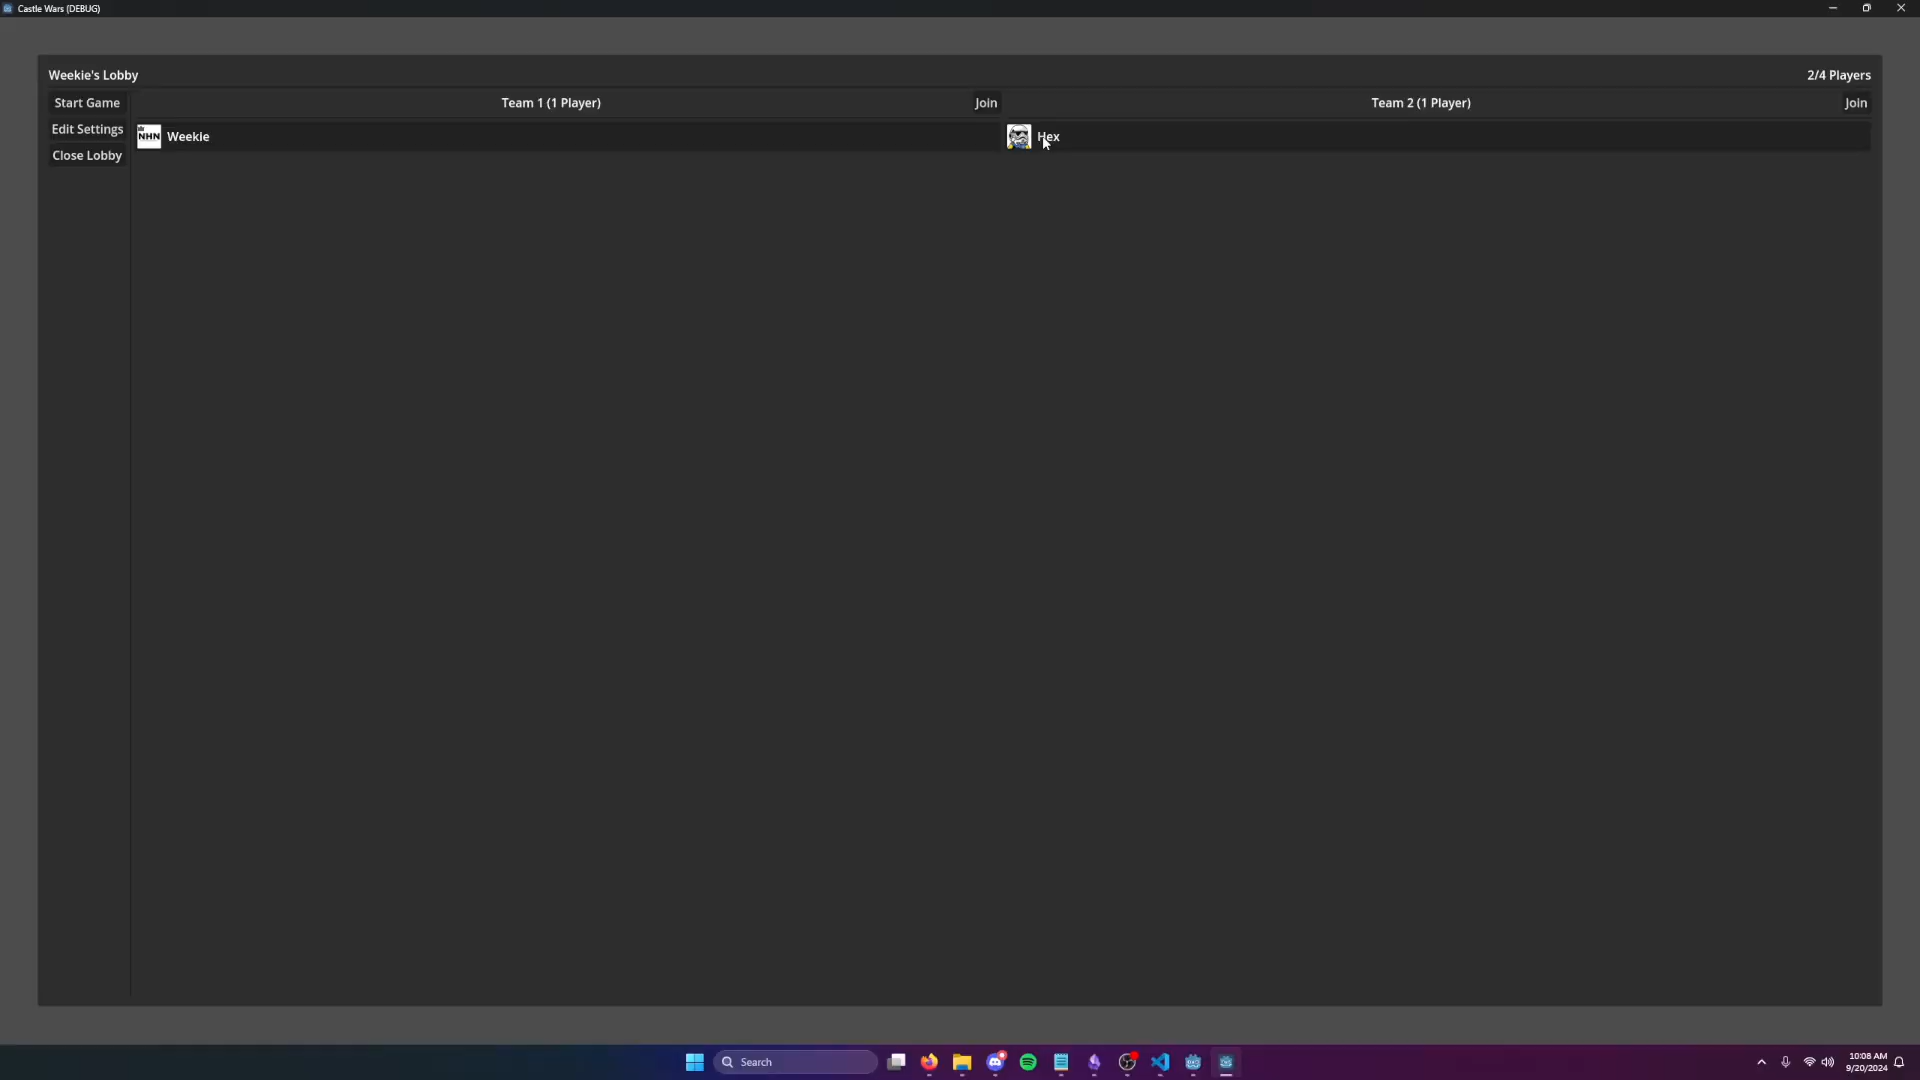 Castle Wars (DEBUG)
Weekie's Lobby
2/4 Players
Start Game
Team 1 (1 Player)
Join
Team 2 (1 Player)
Join
Edit Settings
Close Lobby
NHN
Weekie
Hex
Search
10:08 AM
9/20/2024